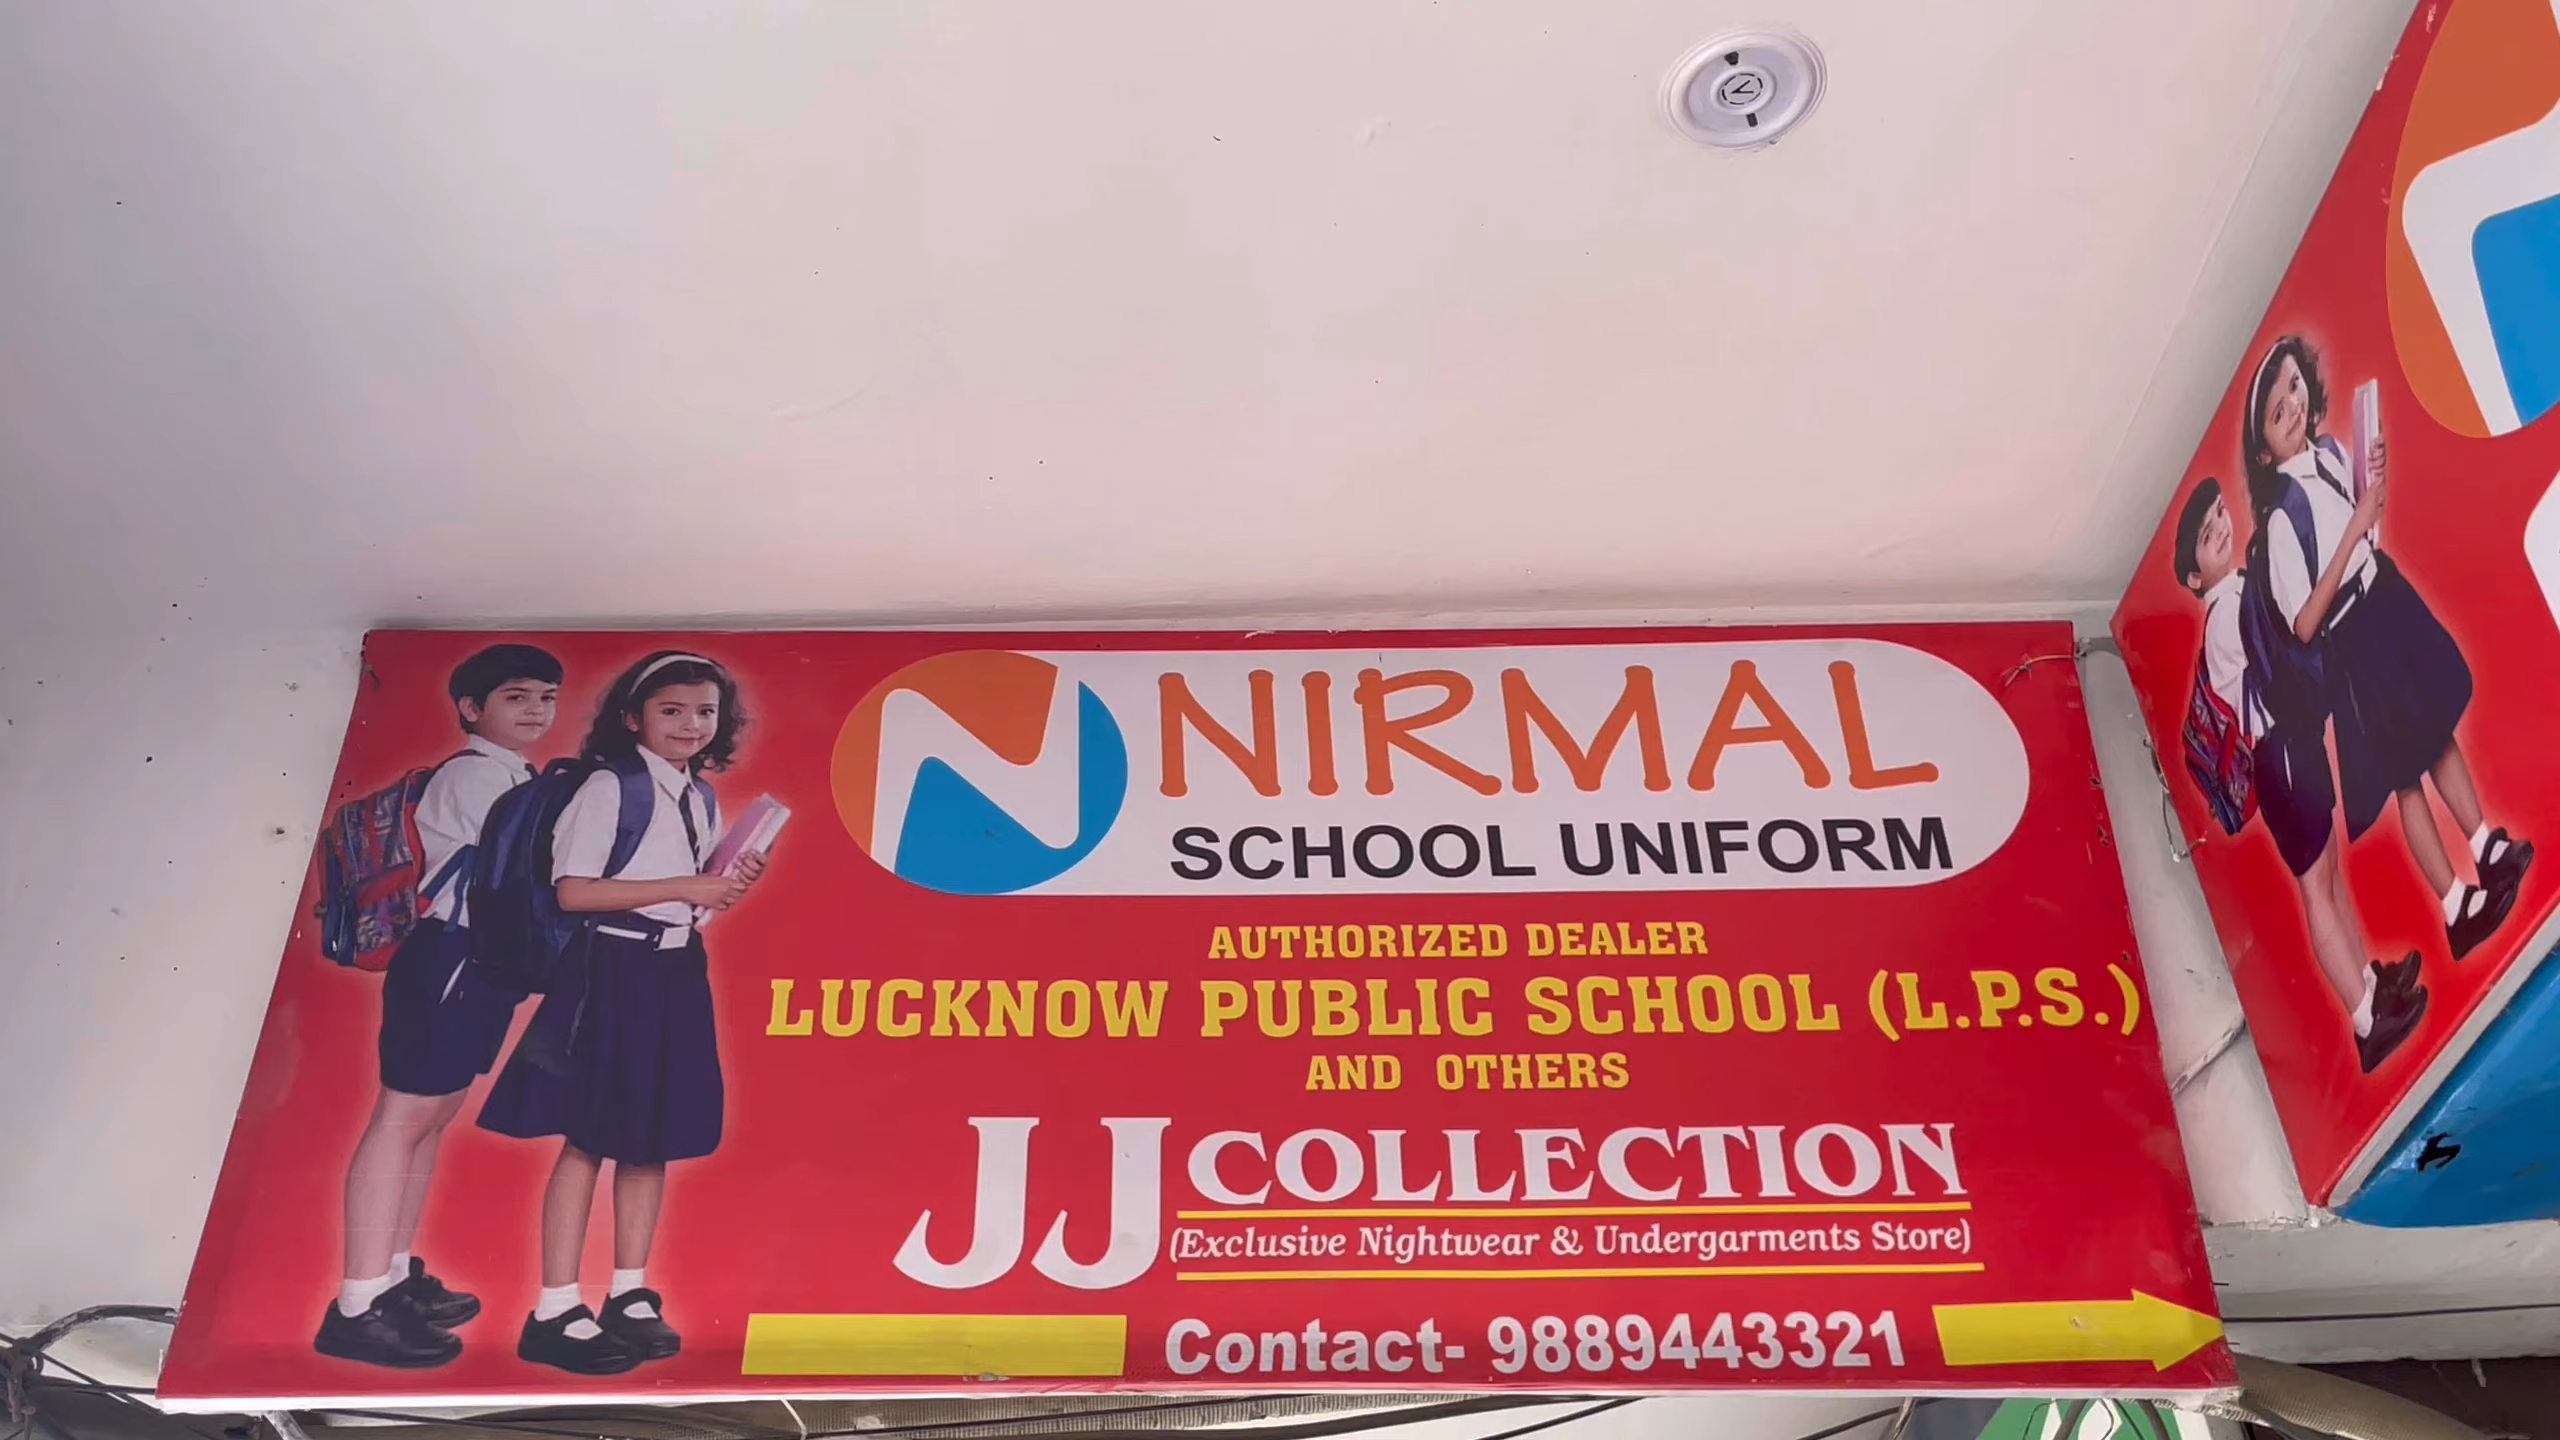 NIRMAL
SCHOOL UNIFORM
AUTHORIZED DEALER
LUCKNOW PUBLIC SCHOOL (L.P.S.)
AND OTHERS
JJ COLLECTION
(Exclusive Nightwear & Undergarments Store)
Contact- 9889443321